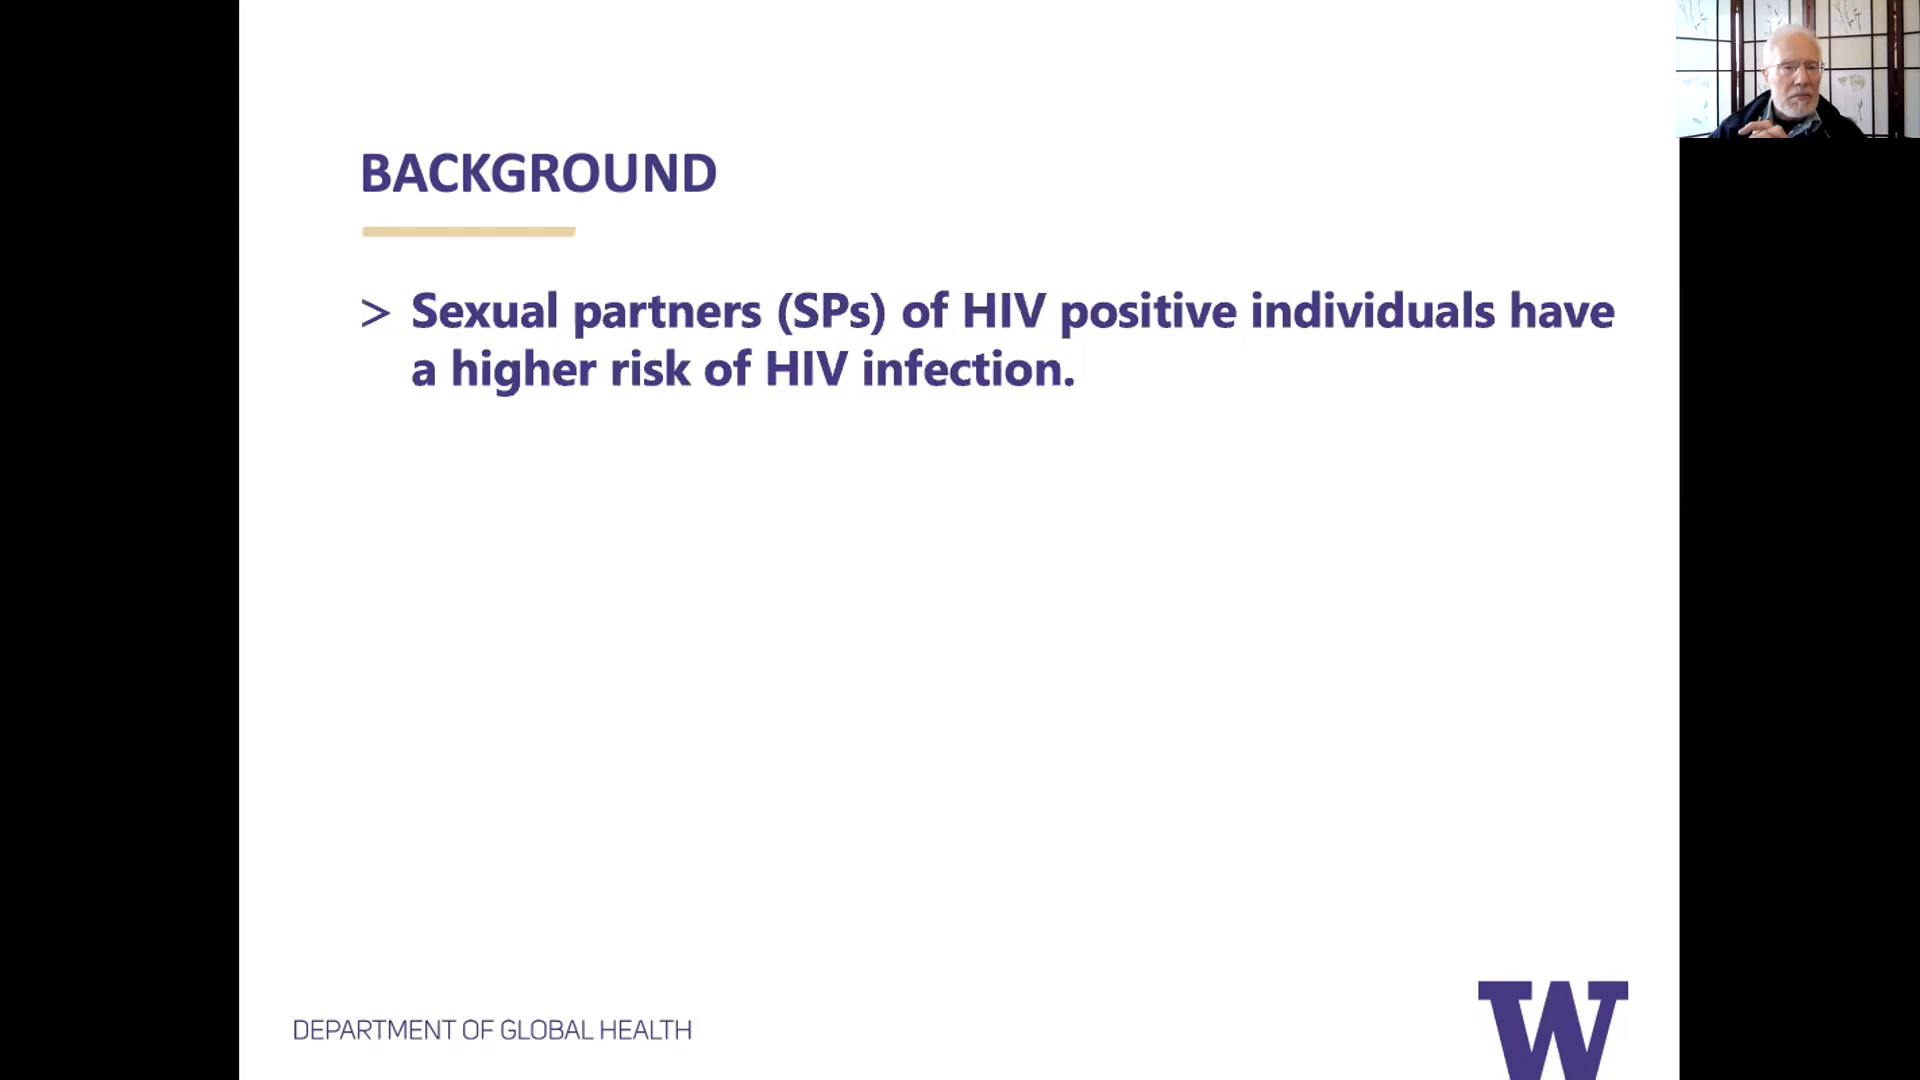 BACKGROUND
> Sexual partners (SPs) of HIV positive individuals have
a higher risk of HIV infection.
DEPARTMENT OF GLOBAL HEALTH
W